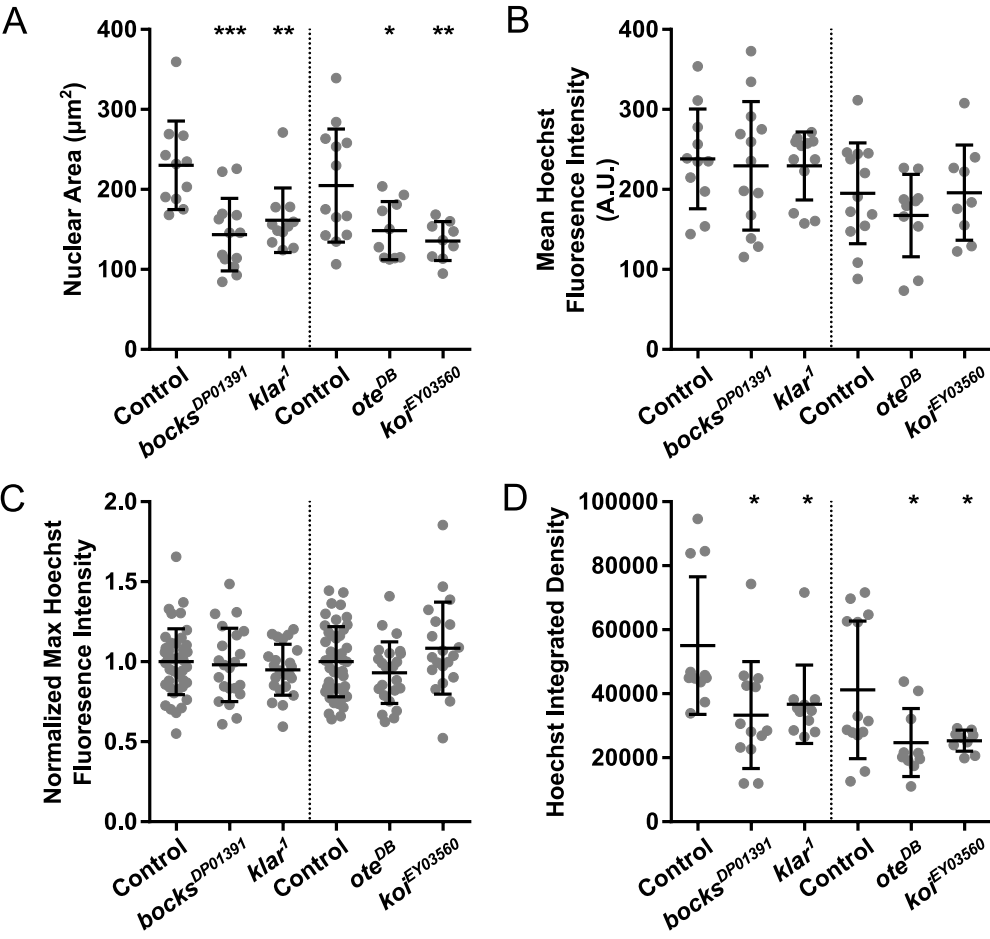 A
Nuclear Area (µm²)
400
300
200
100
0
*** ** * **
Control
bocks^DP01391
klar^1
Control
ote^DB
koi^EY03560
B
Mean Hoechst
Fluorescence Intensity
(A.U.)
400
300
200
100
0
Control
bocks^DP01391
klar^1
Control
ote^DB
koi^EY03560
C
Normalized Max Hoechst
Fluoresence Intensity
2.0
1.5
1.0
0.5
0.0
Control
bocks^DP01391
klar^1
Control
ote^DB
koi^EY03560
D
Hoechst Integrated Density
100000
80000
60000
40000
20000
0
* * * *
Control
bocks^DP01391
klar^1
Control
ote^DB
koi^EY03560